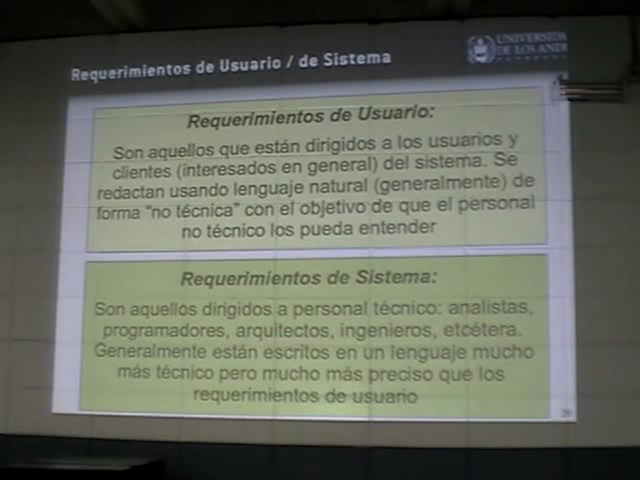 Requerimientos de Usuario / de Sistema
UNIVERSIDA
DE LOS AND
Requerimientos de Usuario:
Son aquellos que están dirigidos a los usuarios y
clientes (interesados en general) del sistema. Se
redactan usando lenguaje natural (generalmente) de
forma "no técnica" con el objetivo de que el personal
no técnico los pueda entender
Requerimientos de Sistema:
Son aquellos dirigidos a personal técnico: analistas,
programadores, arquitectos, ingenieros, etcétera.
Generalmente están escritos en un lenguaje mucho
más técnico pero mucho más preciso que los
requerimientos de usuario